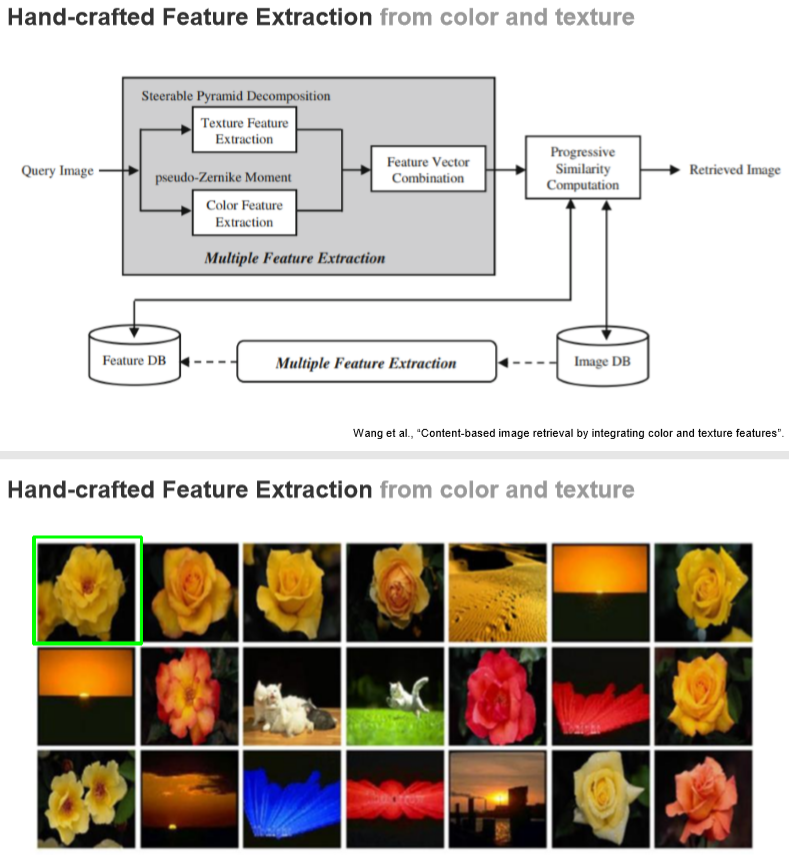 Hand-crafted Feature Extraction from color and texture
Steerable Pyramid Decomposition
Texture Feature
Extraction
Query Image
pseudo-Zernike Moment
Color Feature
Extraction
Multiple Feature Extraction
Feature Vector
Combination
Progressive
Similarity
Computation
Retrieved Image
Feature DB
Multiple Feature Extraction
Image DB
Wang et al., “Content-based image retrieval by integrating color and texture features”.
Hand-crafted Feature Extraction from color and texture